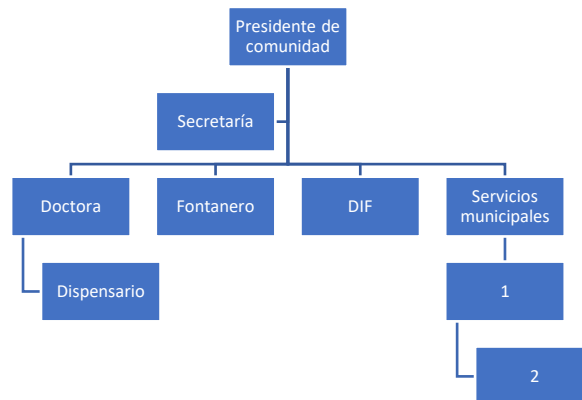 Presidente de
comunidad
Secretaría
Doctora
Fontanero
DIF
Servicios
municipales
Dispensario
1
2